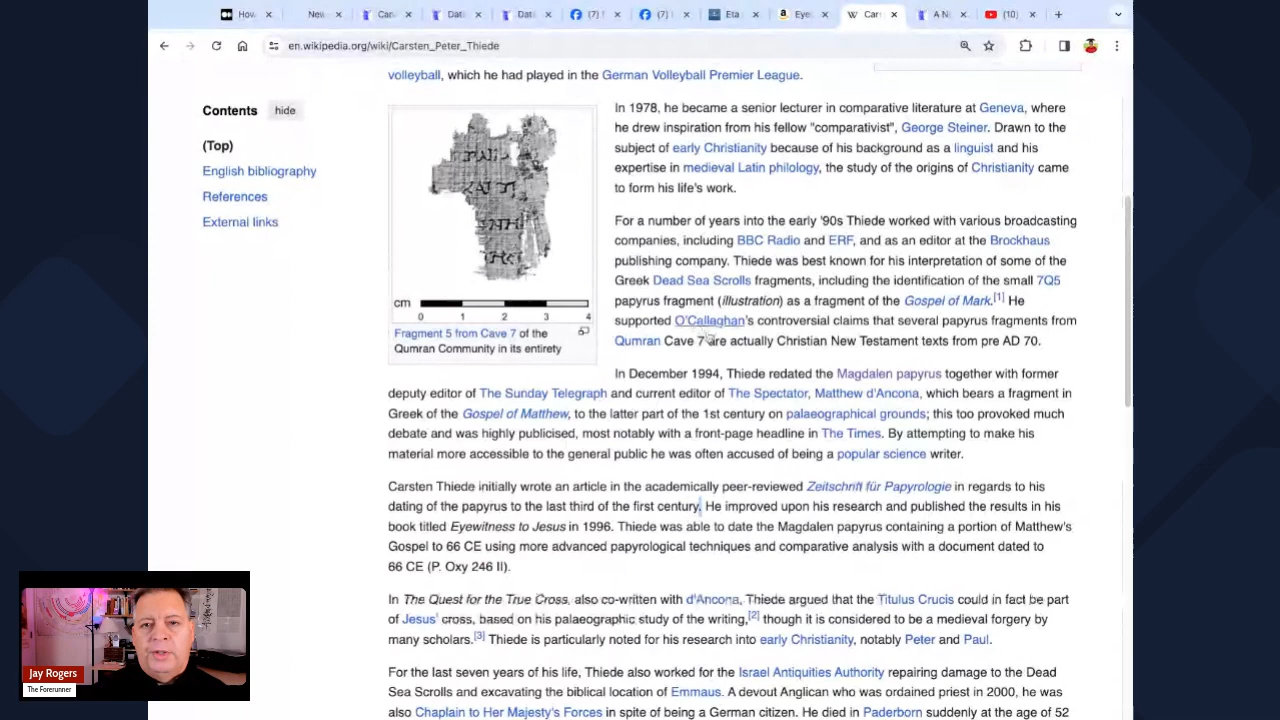 How
Nev
Can
Dat
Dat
(7)
(7)
Eta
Eye
Car
A N
(10)
en.wikipedia.org/wiki/Carsten_Peter_Thiede
volleyball, which he had played in the German Volleyball Premier League.
Contents hide
(Top)
English bibliography
References
External links
cm
0 1 2 3 4
Fragment 5 from Cave 7 of the
Qumran Community in its entirety
In 1978, he became a senior lecturer in comparative literature at Geneva, where
he drew inspiration from his fellow "comparativist", George Steiner. Drawn to the
subject of early Christianity because of his background as a linguist and his
expertise in medieval Latin philology, the study of the origins of Christianity came
to form his life's work.
For a number of years into the early '90s Thiede worked with various broadcasting
companies, including BBC Radio and ERF, and as an editor at the Brockhaus
publishing company. Thiede was best known for his interpretation of some of the
Greek Dead Sea Scrolls fragments, including the identification of the small 7Q5
papyrus fragment (illustration) as a fragment of the Gospel of Mark.[1] He
supported O'Callaghan's controversial claims that several papyrus fragments from
Qumran Cave 7 are actually Christian New Testament texts from pre AD 70.
In December 1994, Thiede redated the Magdalen papyrus together with former
deputy editor of The Sunday Telegraph and current editor of The Spectator, Matthew d'Ancona, which bears a fragment in
Greek of the Gospel of Matthew, to the latter part of the 1st century on palaeographical grounds; this too provoked much
debate and was highly publicised, most notably with a front-page headline in The Times. By attempting to make his
material more accessible to the general public he was often accused of being a popular science writer.
Carsten Thiede initially wrote an article in the academically peer-reviewed Zeitschrift für Papyrologie in regards to his
dating of the papyrus to the last third of the first century. He improved upon his research and published the results in his
book titled Eyewitness to Jesus in 1996. Thiede was able to date the Magdalen papyrus containing a portion of Matthew's
Gospel to 66 CE using more advanced papyrological techniques and comparative analysis with a document dated to
66 CE (P. Oxy 246 II).
In The Quest for the True Cross, also co-written with d'Ancona, Thiede argued that the Titulus Crucis could in fact be part
of Jesus' cross, based on his palaeographic study of the writing,[2] though it is considered to be a medieval forgery by
many scholars.[3] Thiede is particularly noted for his research into early Christianity, notably Peter and Paul.
For the last seven years of his life, Thiede also worked for the Israel Antiquities Authority repairing damage to the Dead
Sea Scrolls and excavating the biblical location of Emmaus. A devout Anglican who was ordained priest in 2000, he was
also Chaplain to Her Majesty's Forces in spite of being a German citizen. He died in Paderborn suddenly at the age of 52
Jay Rogers
The Forerunner